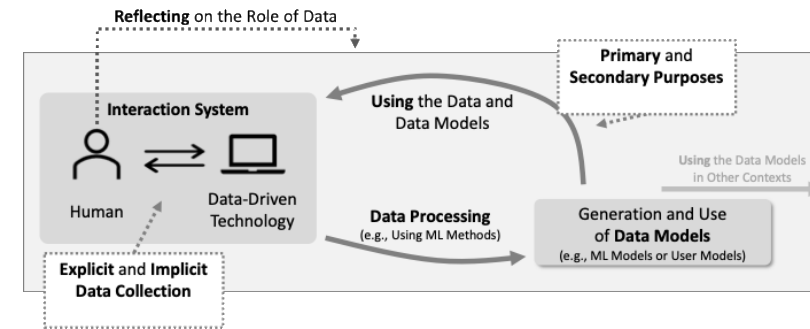 Reflecting on the Role of Data
Primary and
Secondary Purposes
Interaction System
Using the Data and
Data Models
Using the Data Models
in Other Contexts
Human
Data-Driven
Technology
Data Processing
(e.g., Using ML Methods)
Generation and Use
of Data Models
(e.g., ML Models or User Models)
Explicit and Implicit
Data Collection